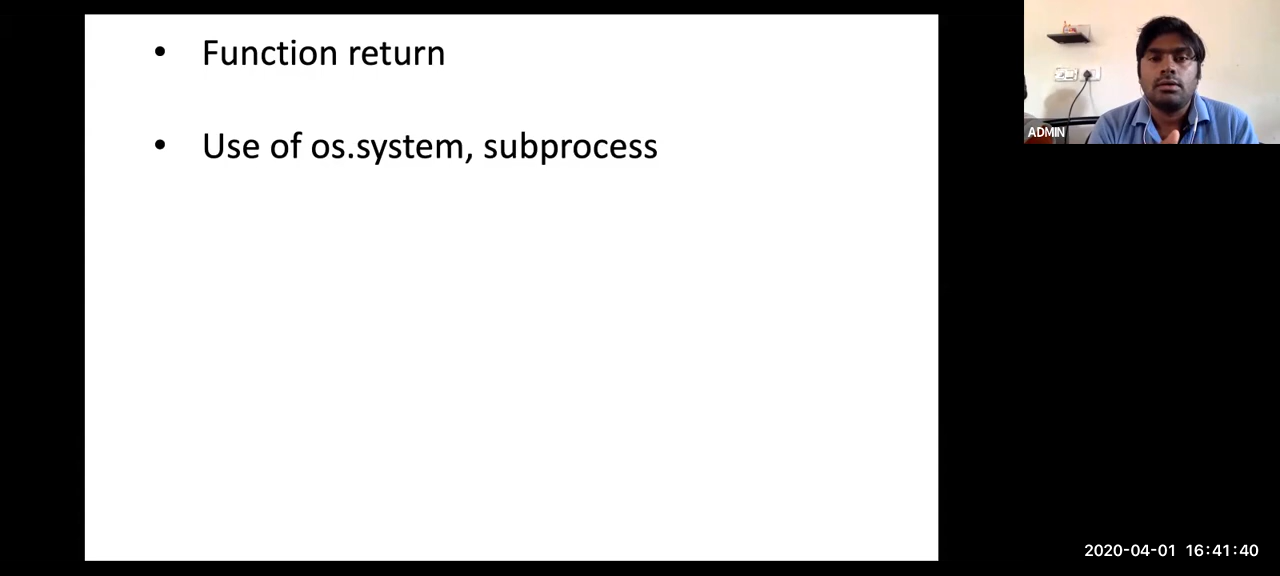 • Function return
• Use of os.system, subprocess
ADMIN
2020-04-01 16:41:40